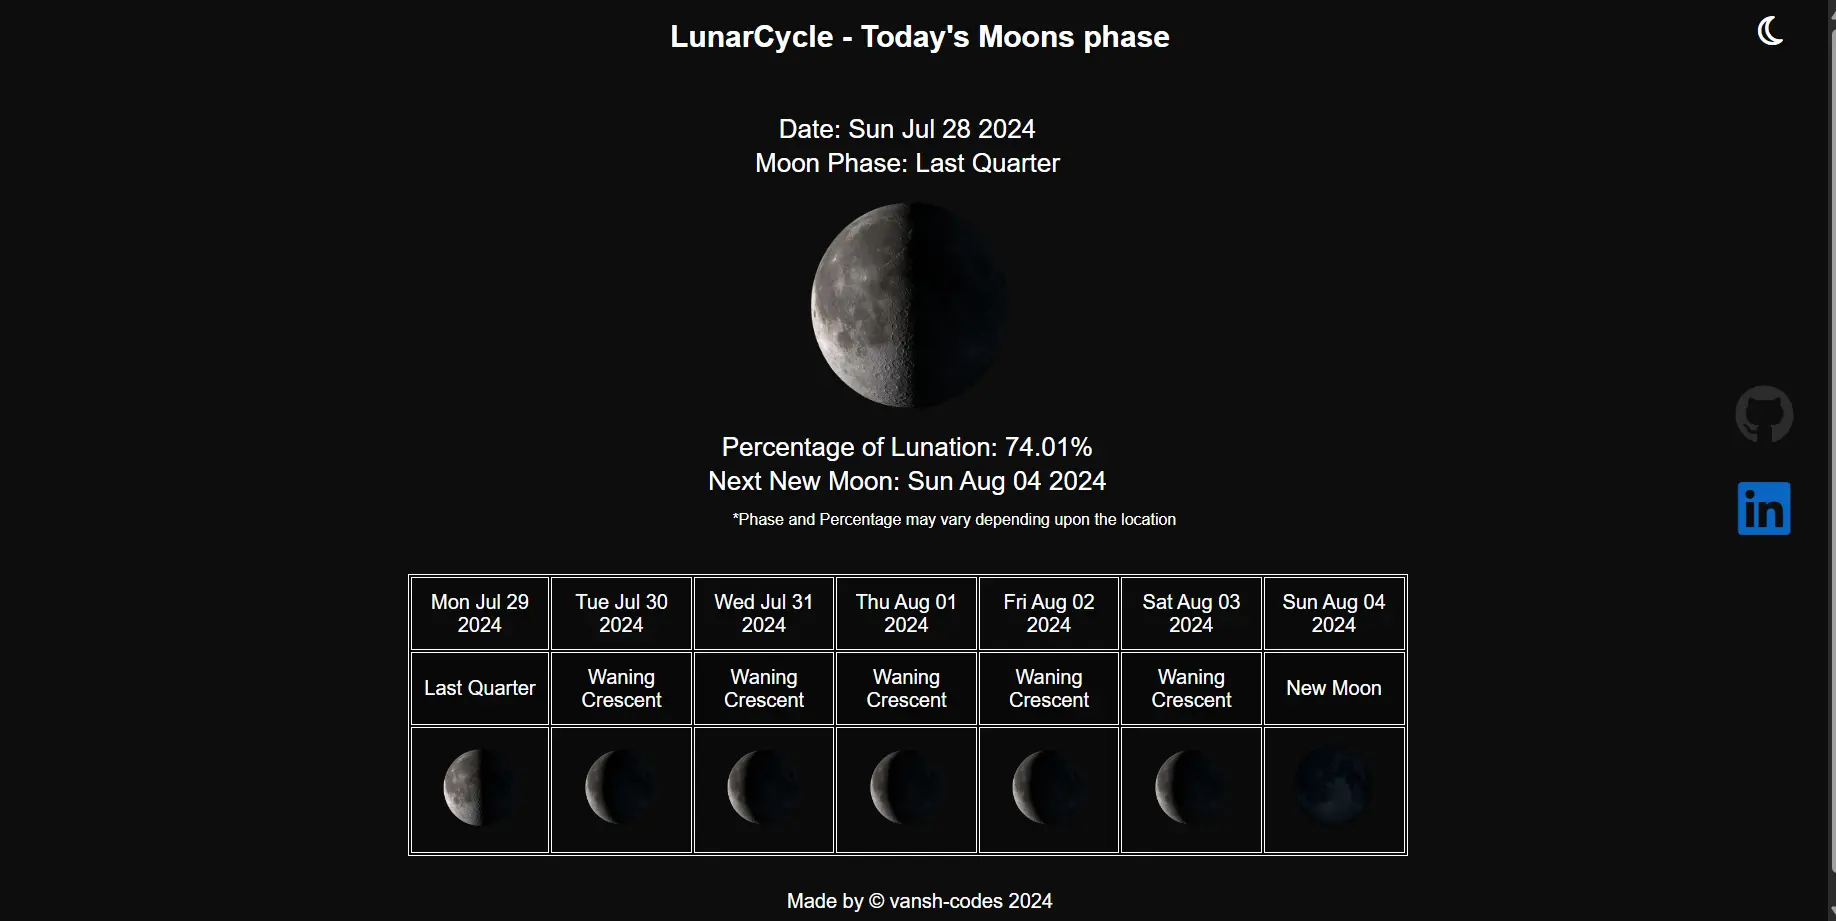 LunarCycle - Today's Moons phase
Date: Sun Jul 28 2024
Moon Phase: Last Quarter
Percentage of Lunation: 74.01%
Next New Moon: Sun Aug 04 2024
*Phase and Percentage may vary depending upon the location
Mon Jul 29
2024
Tue Jul 30
2024
Wed Jul 31
2024
Thu Aug 01
2024
Fri Aug 02
2024
Sat Aug 03
2024
Sun Aug 04
2024
Last Quarter
Waning
Crescent
Waning
Crescent
Waning
Crescent
Waning
Crescent
Waning
Crescent
New Moon
in
Made by © vansh-codes 2024